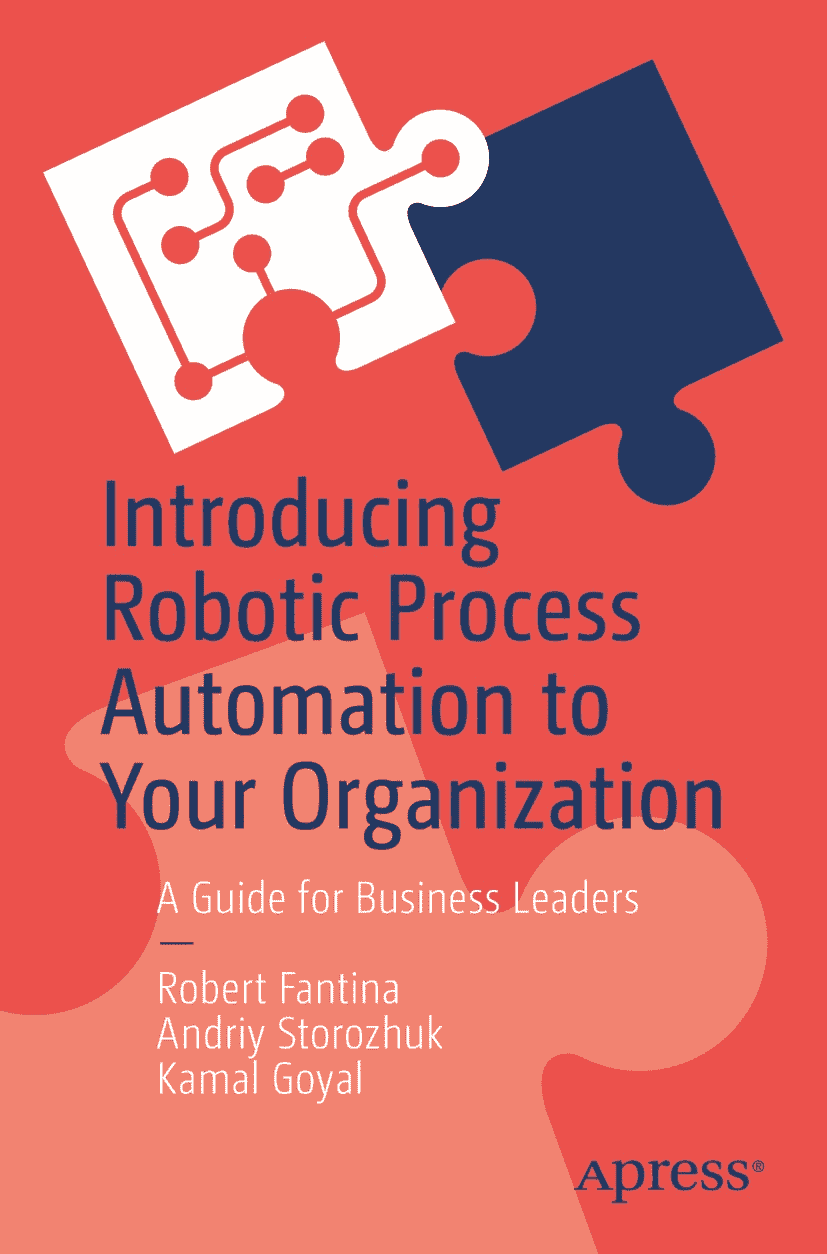 Introducing
Robotic Process
Automation to
Your Organization
A Guide for Business Leaders
Robert Fantina
Andriy Storozhuk
Kamal Goyal
Apress®